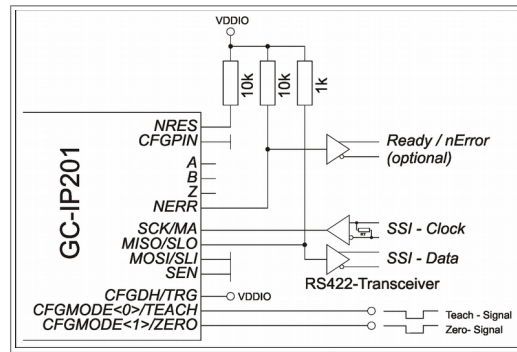 VDDIO
10k
10k
1k
GC-IP201
NRES
CFGPIN
A
B
Z
NERR
SCK/MA
MISO/SLO
MOSI/SLI
SEN
CFGDH/TRG
CFGMODE<0>/TEACH
CFGMODE<1>/ZERO
VDDIO
Ready / nError
(optional)
SSI - Clock
SSI - Data
RS422-Transceiver
Teach - Signal
Zero- Signal